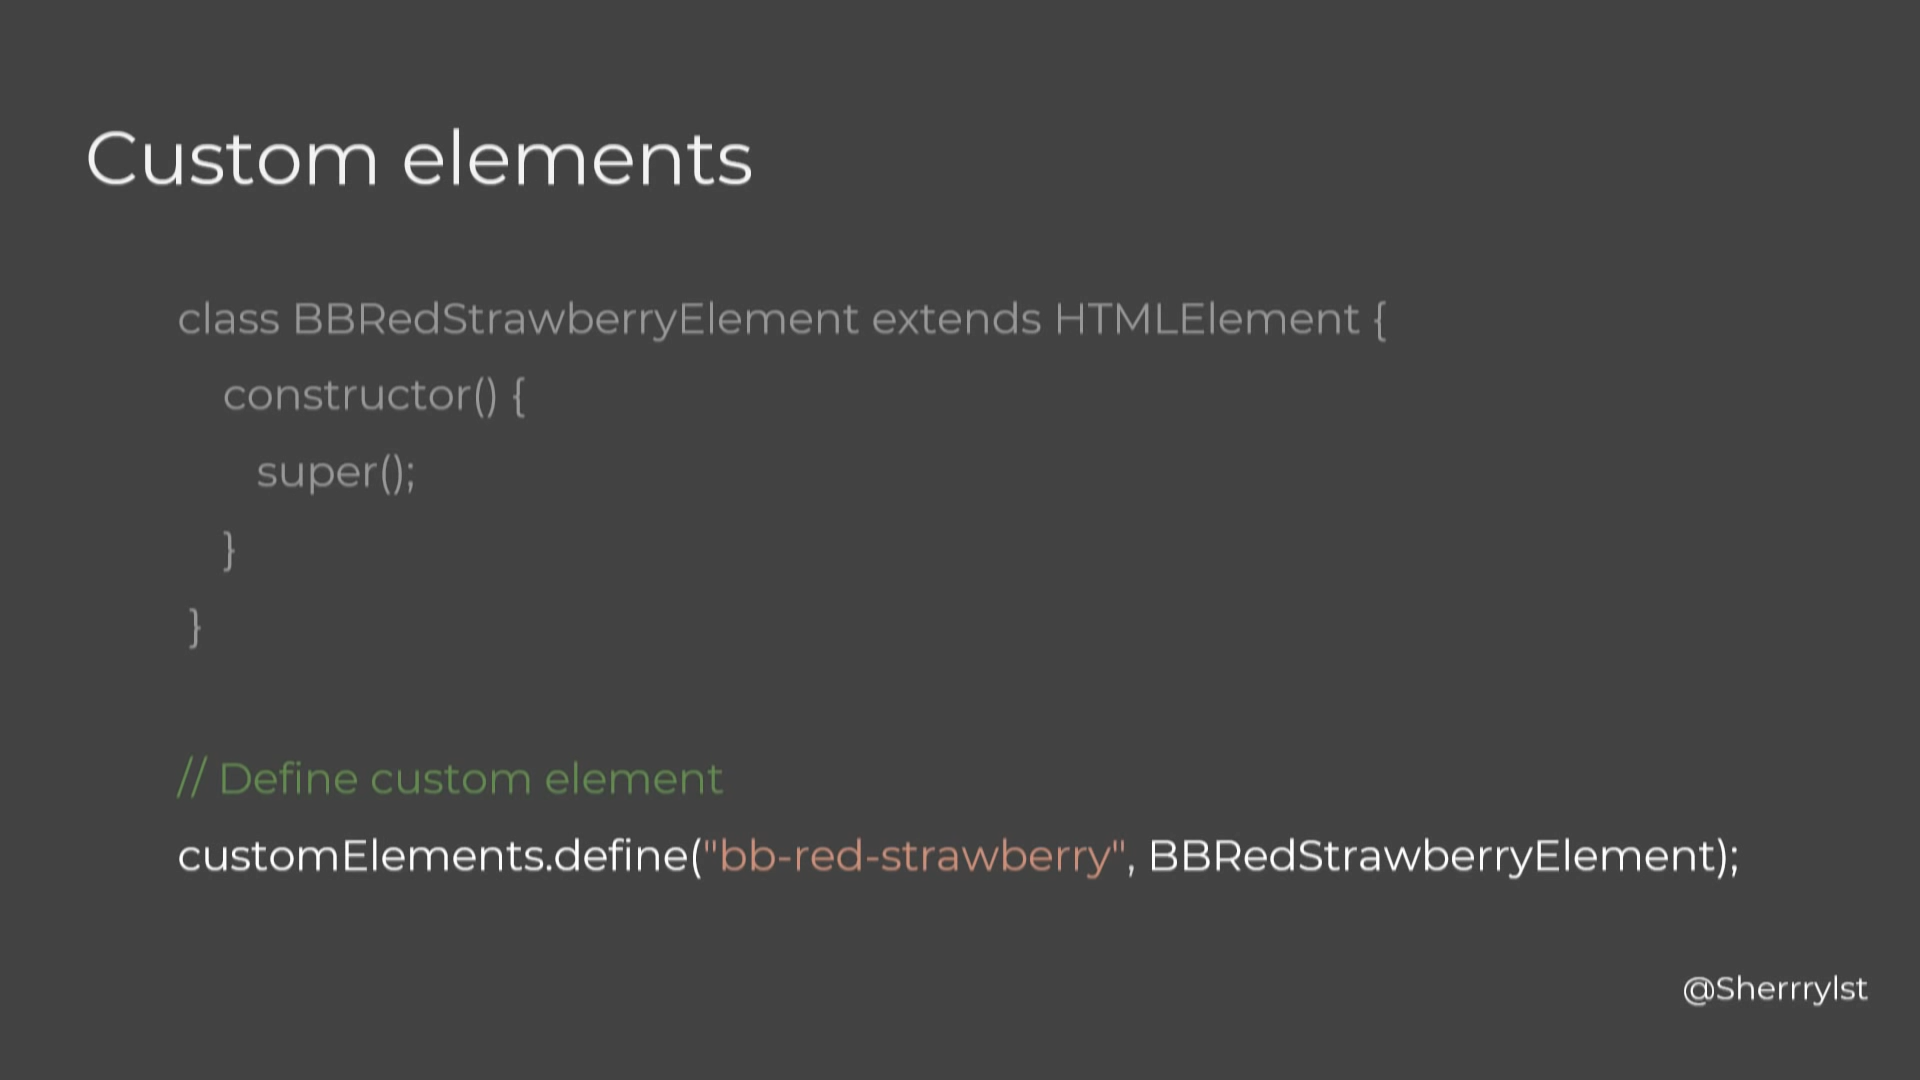 Custom elements
class BBRedStrawberryElement extends HTMLElement {
constructor() {
super();
}
}
// Define custom element
customElements.define("bb-red-strawberry", BBRedStrawberryElement);
@Sherrrylst